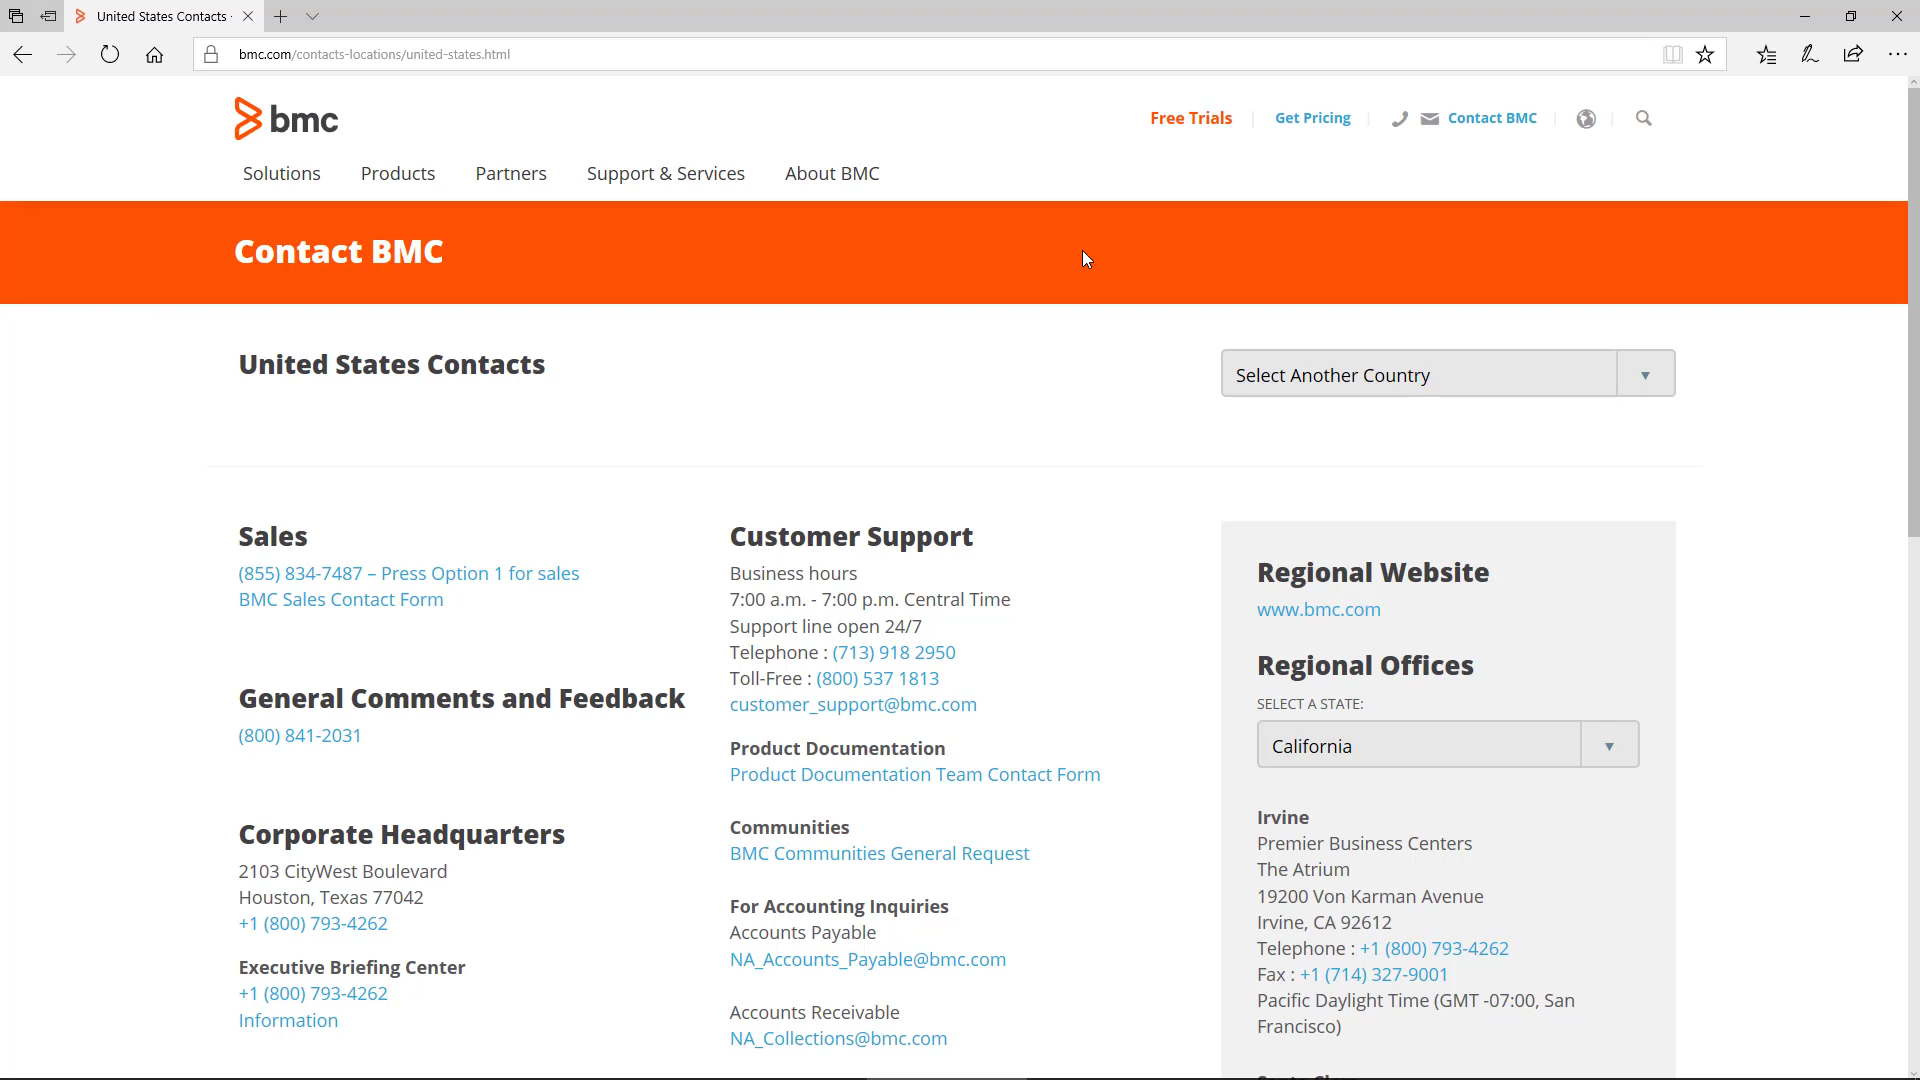 United States Contacts
bmc.com/contacts-locations/united-states.html
bmc
Free Trials
Get Pricing
Contact BMC
Solutions
Products
Partners
Support & Services
About BMC
Contact BMC
United States Contacts
Select Another Country
Sales
(855) 834-7487 – Press Option 1 for sales
BMC Sales Contact Form
General Comments and Feedback
(800) 841-2031
Corporate Headquarters
2103 CityWest Boulevard
Houston, Texas 77042
+1 (800) 793-4262
Executive Briefing Center
+1 (800) 793-4262
Information
Customer Support
Business hours
7:00 a.m. - 7:00 p.m. Central Time
Support line open 24/7
Telephone : (713) 918 2950
Toll-Free : (800) 537 1813
customer_support@bmc.com
Product Documentation
Product Documentation Team Contact Form
Communities
BMC Communities General Request
For Accounting Inquiries
Accounts Payable
NA_Accounts_Payable@bmc.com
Accounts Receivable
NA_Collections@bmc.com
Regional Website
www.bmc.com
Regional Offices
SELECT A STATE:
California
Irvine
Premier Business Centers
The Atrium
19200 Von Karman Avenue
Irvine, CA 92612
Telephone : +1 (800) 793-4262
Fax : +1 (714) 327-9001
Pacific Daylight Time (GMT -07:00, San
Francisco)